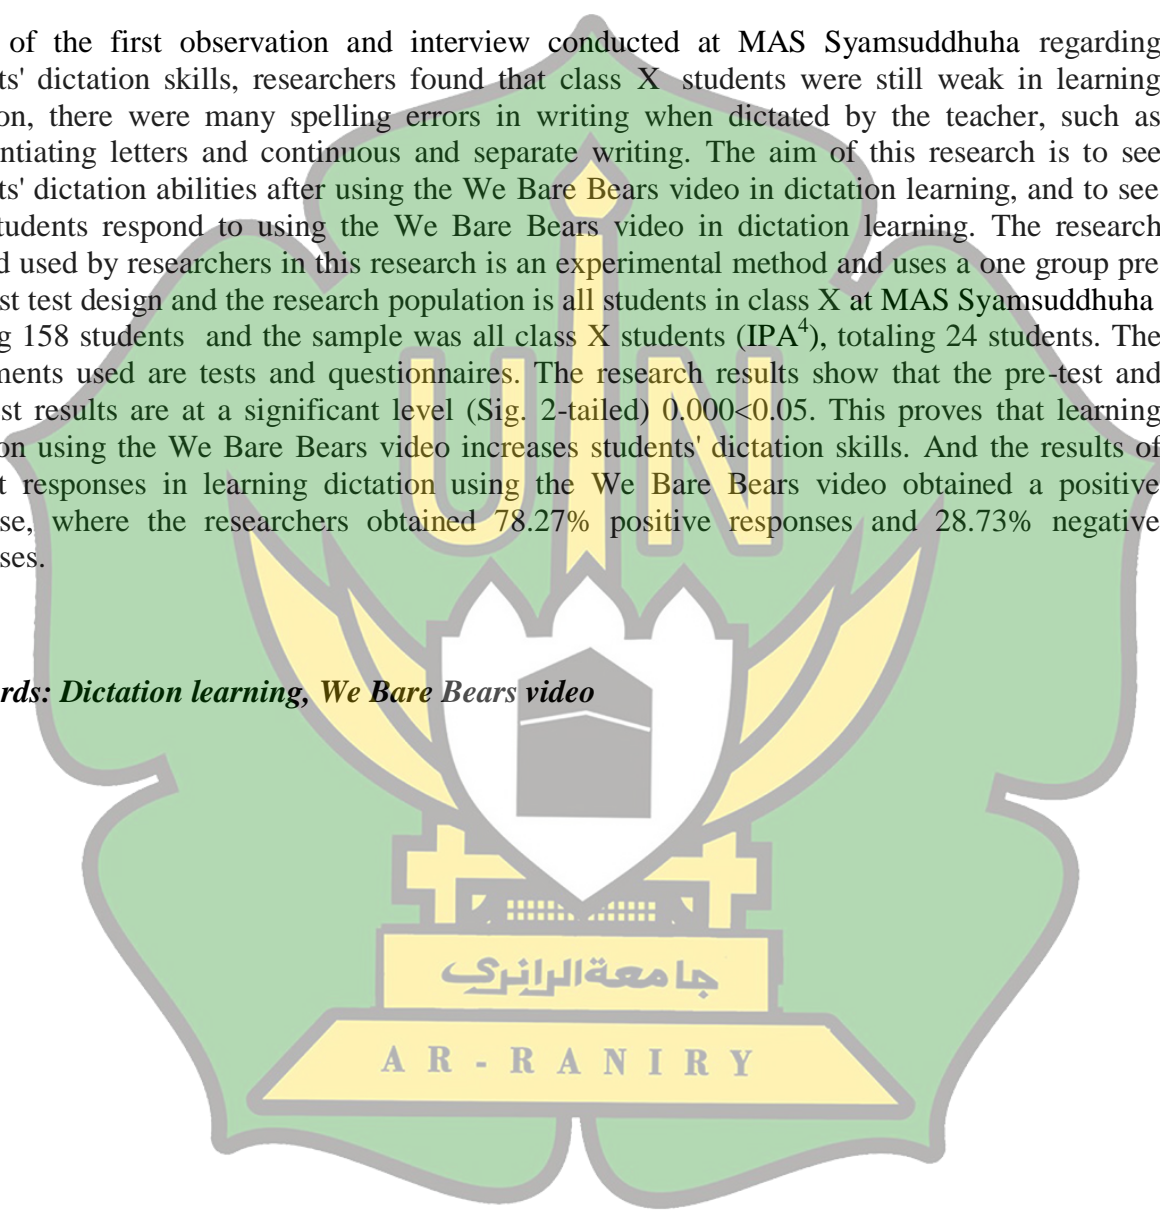 of the first observation and interview conducted at MAS Syamsuddhuha regarding
ts' dictation skills, researchers found that class X students were still weak in learning
on, there were many spelling errors in writing when dictated by the teacher, such as
ntiating letters and continuous and separate writing. The aim of this research is to see
ts' dictation abilities after using the We Bare Bears video in dictation learning, and to see
tudents respond to using the We Bare Bears video in dictation learning. The research
d used by researchers in this research is an experimental method and uses a one group pre
st test design and the research population is all students in class X at MAS Syamsuddhuha
g 158 students and the sample was all class X students (IPA⁴), totaling 24 students. The
ments used are tests and questionnaires. The research results show that the pre-test and
st results are at a significant level (Sig. 2-tailed) 0.000<0.05. This proves that learning
on using the We Bare Bears video increases students' dictation skills. And the results of
t responses in learning dictation using the We Bare Bears video obtained a positive
se, where the researchers obtained 78.27% positive responses and 28.73% negative
ses.
UIN
rds: Dictation learning, We Bare Bears video
جامعة الرانري
AR-RANIRY